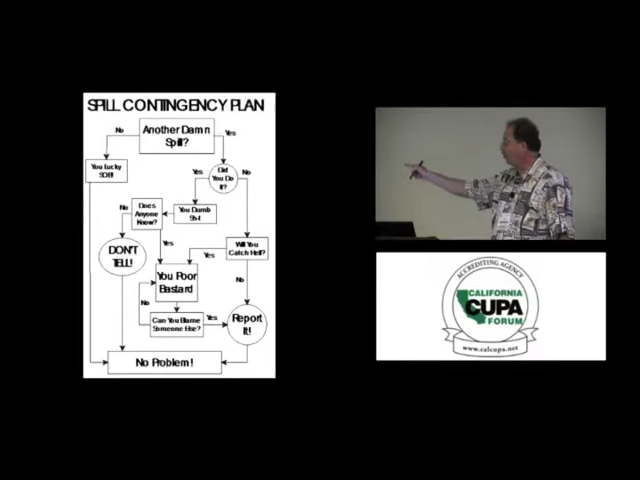 SPILL CONTINGENCY PLAN
No
Another Damn
Spill?
Yes
You Lucky
SOB!
Did
You Do
It?
Yes
No
No
Does
Anyone
Know?
You Dumb
Sh-t
DON'T
TELL!
Yes
Will You
Catch Hell?
Yes
You Poor
Bastard
No
No
Can You Blame
Someone Else?
Yes
Report
It!
No Problem!
ACCREDITING AGENCY
CALIFORNIA
CUPA
FORUM
www.calcupa.net